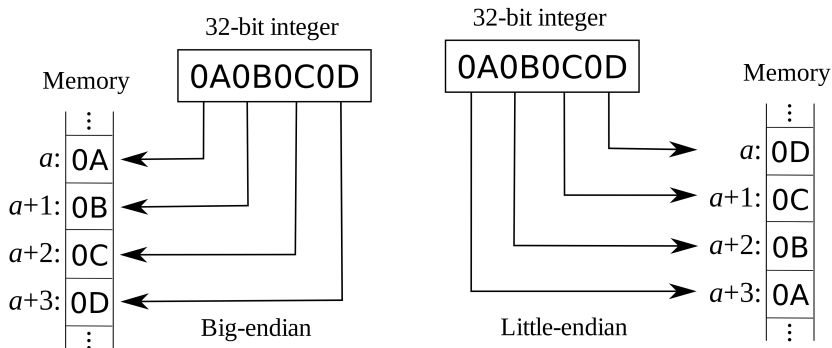 32-bit integer
0A0B0C0D
Memory
⋮
a: 0A
a+1: 0B
a+2: 0C
a+3: 0D
⋮
Big-endian
32-bit integer
0A0B0C0D
Memory
⋮
a: 0D
a+1: 0C
a+2: 0B
a+3: 0A
⋮
Little-endian